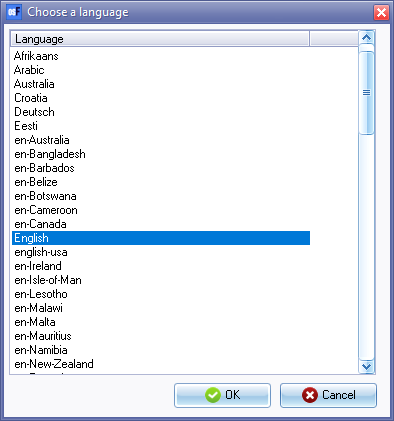 Choose a language
Language
Afrikaans
Arabic
Australia
Croatia
Deutsch
Eesti
en-Australia
en-Bangladesh
en-Barbados
en-Belize
en-Botswana
en-Cameroon
en-Canada
English
english-usa
en-Ireland
en-Isle-of-Man
en-Lesotho
en-Malawi
en-Malta
en-Mauritius
en-Namibia
en-New-Zealand
OK
Cancel